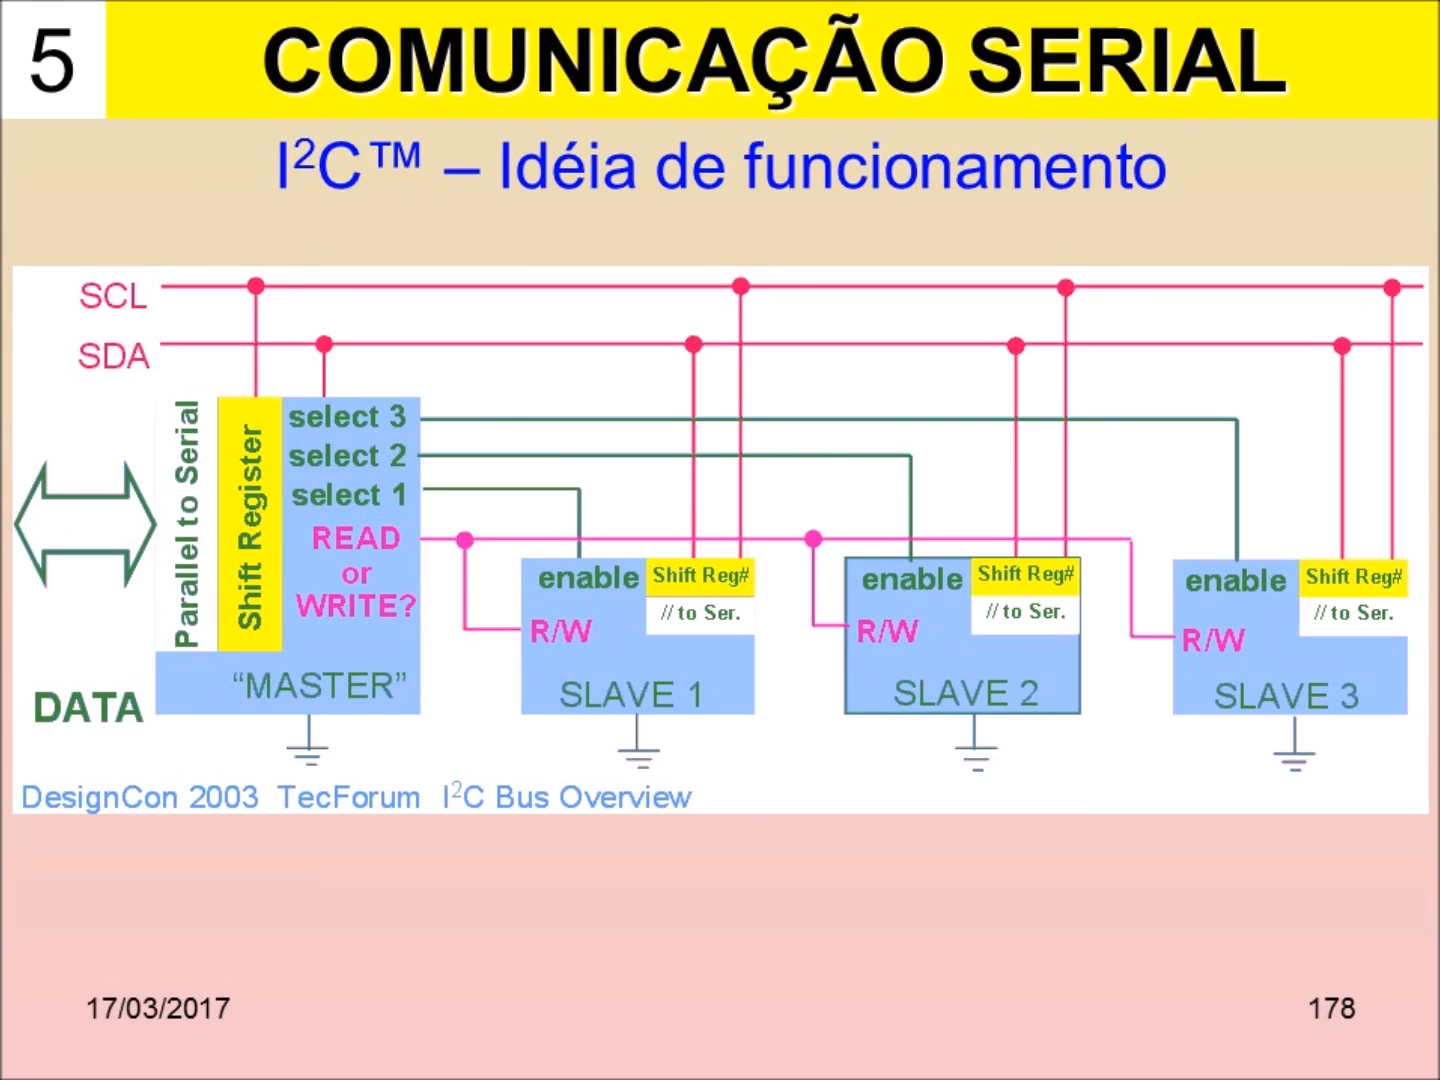 5
COMUNICAÇÃO SERIAL
I²C™ – Idéia de funcionamento
SCL
SDA
Parallel to Serial
Shift Register
select 3
select 2
select 1
READ
or
WRITE?
"MASTER"
DATA
enable
Shift Reg#
// to Ser.
R/W
SLAVE 1
enable
Shift Reg#
// to Ser.
R/W
SLAVE 2
enable
Shift Reg#
// to Ser.
R/W
SLAVE 3
DesignCon 2003 TecForum I²C Bus Overview
17/03/2017
178